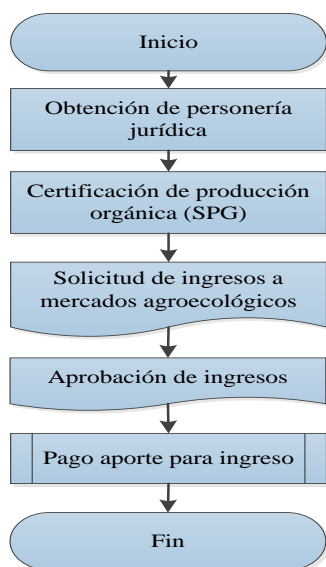 Inicio
Obtención de personería
jurídica
Certificación de producción
orgánica (SPG)
Solicitud de ingresos a
mercados agroecológicos
Aprobación de ingresos
Pago aporte para ingreso
Fin